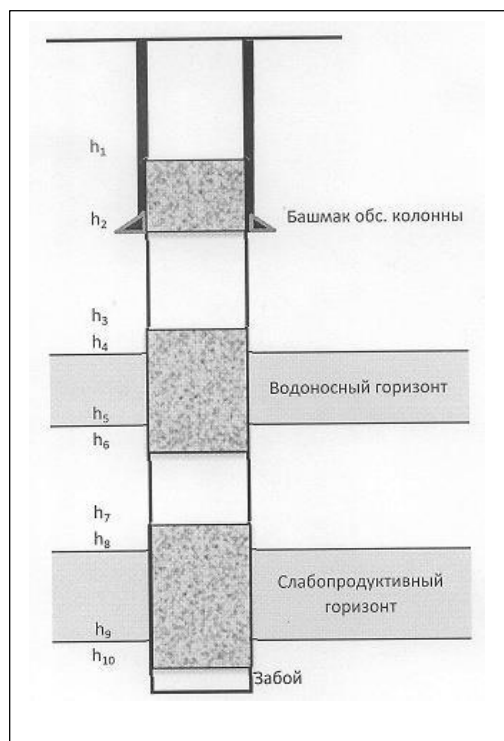 h₁
h₂
Башмак обс. колонны
h₃
h₄
Водоносный горизонт
h₅
h₆
h₇
h₈
Слабопродуктивный
горизонт
h₉
h₁₀
Забой